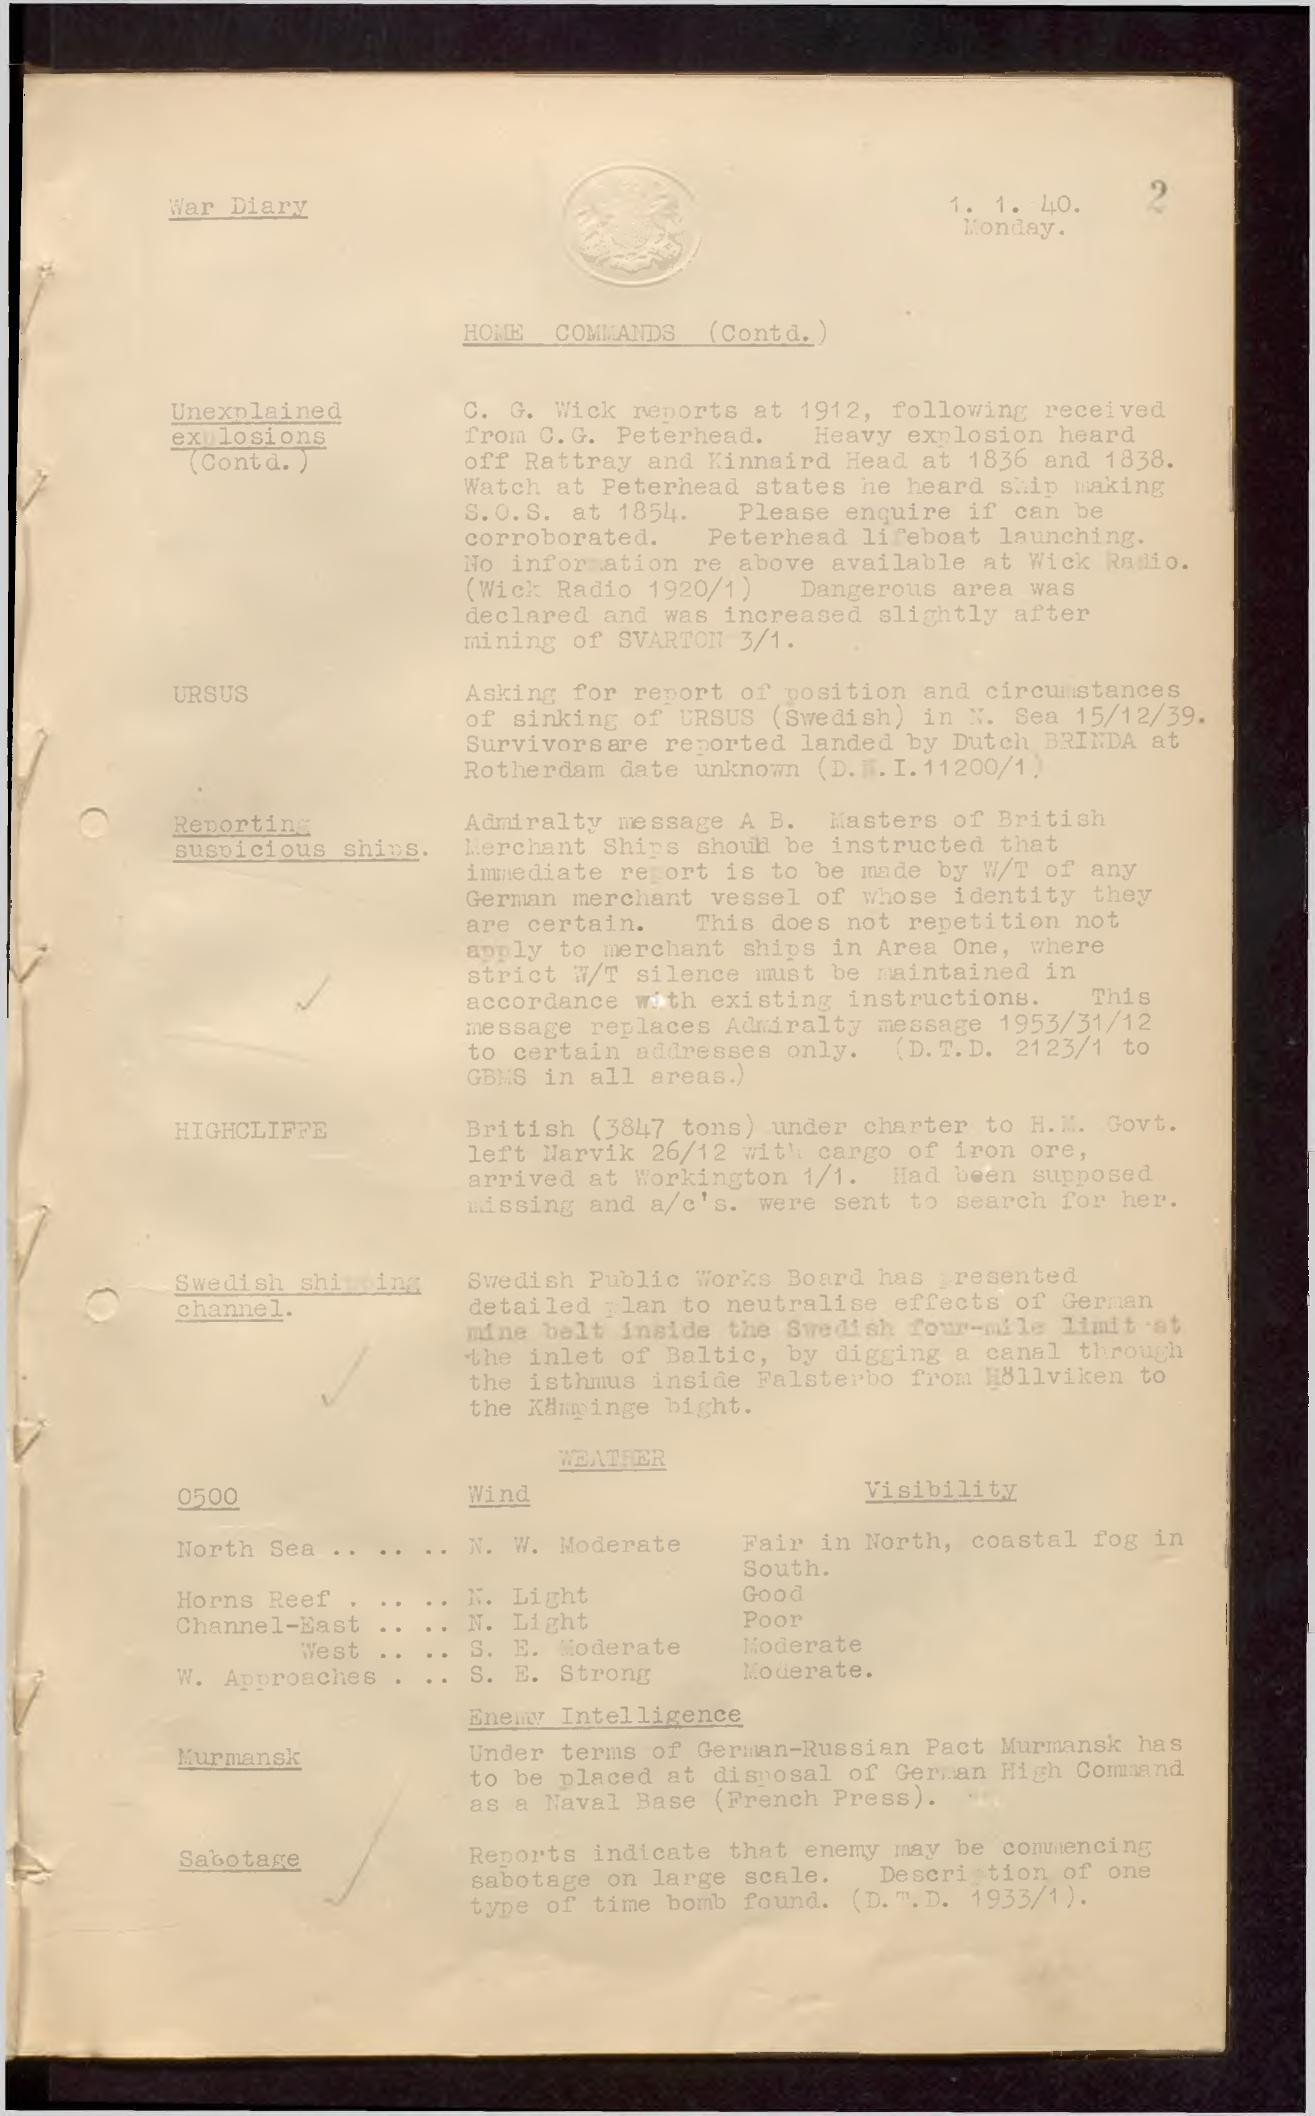 War Diary
1. 1. 40.
2
Monday.
HOME COMMANDS (Contd.)
Unexplained
explosions
(Contd.)
C. G. Wick reports at 1912, following received
from C.G. Peterhead. Heavy explosion heard
off Rattray and Kinnaird Head at 1836 and 1838.
Watch at Peterhead states he heard ship making
S.O.S. at 1854. Please enquire if can be
corroborated. Peterhead lifeboat launching.
No information re above available at Wick Radio.
(Wick Radio 1920/1) Dangerous area was
declared and was increased slightly after
mining of SVARTON 3/1.
URSUS
Asking for report of position and circumstances
of sinking of URSUS (Swedish) in N. Sea 15/12/39.
Survivors are reported landed by Dutch BRINDA at
Rotherdam date unknown (D.N.I.11200/1)
Reporting
suspicious ships.
Admiralty message A B. Masters of British
Merchant Ships should be instructed that
immediate report is to be made by W/T of any
German merchant vessel of whose identity they
are certain. This does not repetition not
apply to merchant ships in Area One, where
strict W/T silence must be maintained in
accordance with existing instructions. This
message replaces Admiralty message 1953/31/12
to certain addresses only. (D.T.D. 2123/1 to
GBMS in all areas.)
HIGHCLIFFE
British (3847 tons) under charter to H.M. Govt.
left Narvik 26/12 with cargo of iron ore,
arrived at Workington 1/1. Had been supposed
missing and a/c's. were sent to search for her.
Swedish shipping
channel.
Swedish Public Works Board has presented
detailed plan to neutralise effects of German
mine belt inside the Swedish four-mile limit at
the inlet of Baltic, by digging a canal through
the isthmus inside Falsterbo from Höllviken to
the Kämpinge bight.
WEATHER
0500 Wind Visibility
North Sea .. .. .. .. N. W. Moderate Fair in North, coastal fog in
South.
Horns Reef . .. .. .. N. Light Good
Channel-East .. .. .. N. Light Poor
West .. .. .. S. E. Moderate Moderate
W. Approaches . .. .. S. E. Strong Moderate.
Enemy Intelligence
Murmansk
Under terms of German-Russian Pact Murmansk has
to be placed at disposal of German High Command
as a Naval Base (French Press).
Sabotage
Reports indicate that enemy may be commencing
sabotage on large scale. Description of one
type of time bomb found. (D.T.D. 1933/1).